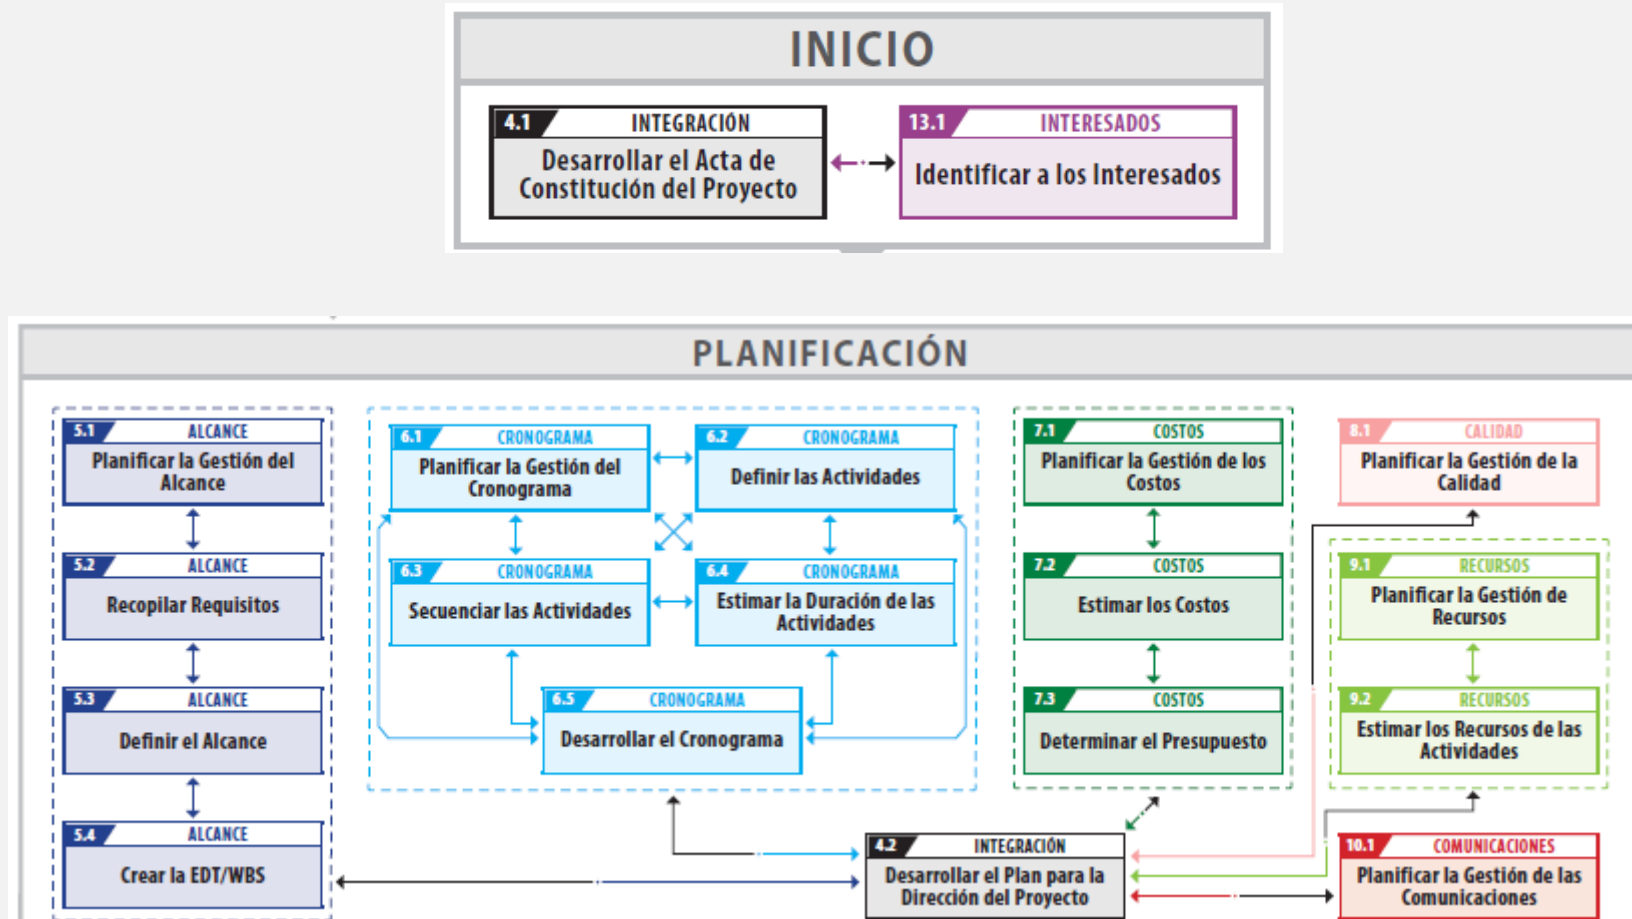 INICIO
4.1 INTEGRACIÓN
Desarrollar el Acta de
Constitución del Proyecto
13.1 INTERESADOS
Identificar a los Interesados
PLANIFICACIÓN
5.1 ALCANCE
Planificar la Gestión del
Alcance
5.2 ALCANCE
Recopilar Requisitos
5.3 ALCANCE
Definir el Alcance
5.4 ALCANCE
Crear la EDT/WBS
6.1 CRONOGRAMA
Planificar la Gestión del
Cronograma
6.2 CRONOGRAMA
Definir las Actividades
6.3 CRONOGRAMA
Secuenciar las Actividades
6.4 CRONOGRAMA
Estimar la Duración de las
Actividades
6.5 CRONOGRAMA
Desarrollar el Cronograma
7.1 COSTOS
Planificar la Gestión de los
Costos
7.2 COSTOS
Estimar los Costos
7.3 COSTOS
Determinar el Presupuesto
8.1 CALIDAD
Planificar la Gestión de la
Calidad
9.1 RECURSOS
Planificar la Gestión de
Recursos
9.2 RECURSOS
Estimar los Recursos de las
Actividades
4.2 INTEGRACIÓN
Desarrollar el Plan para la
Dirección del Proyecto
10.1 COMUNICACIONES
Planificar la Gestión de las
Comunicaciones